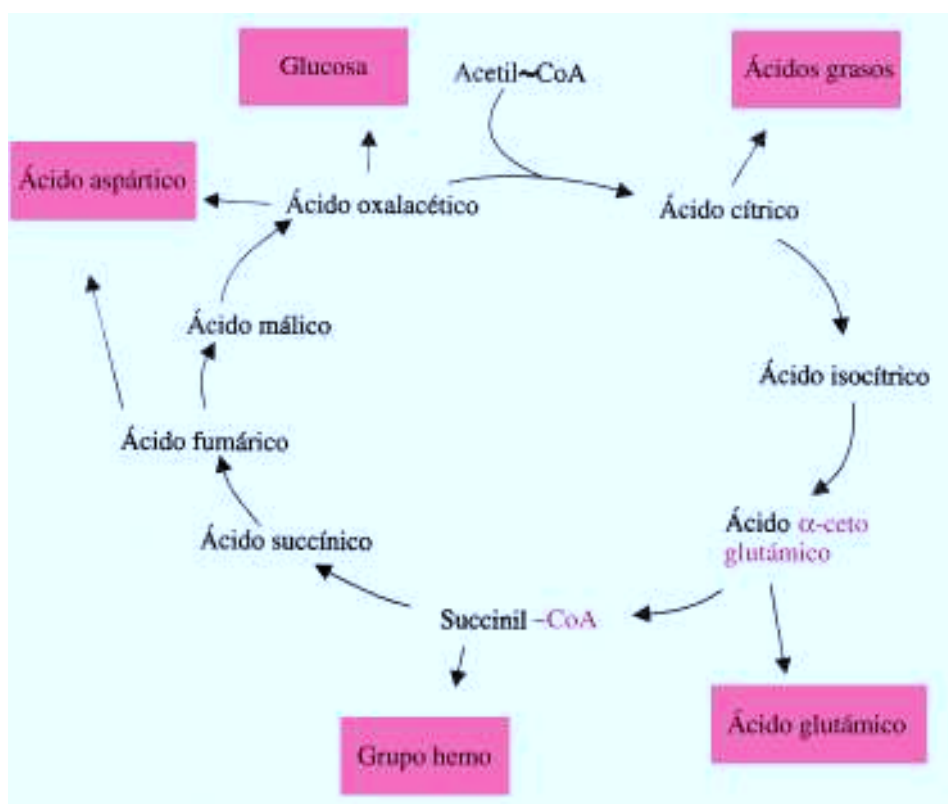 Glucosa
Acetil~CoA
Ácidos grasos
Ácido aspártico
Ácido oxalacético
Ácido cítrico
Ácido málico
Ácido isocítrico
Ácido fumárico
Ácido α-ceto
glutámico
Ácido succínico
Succinil –CoA
Ácido glutámico
Grupo hemo